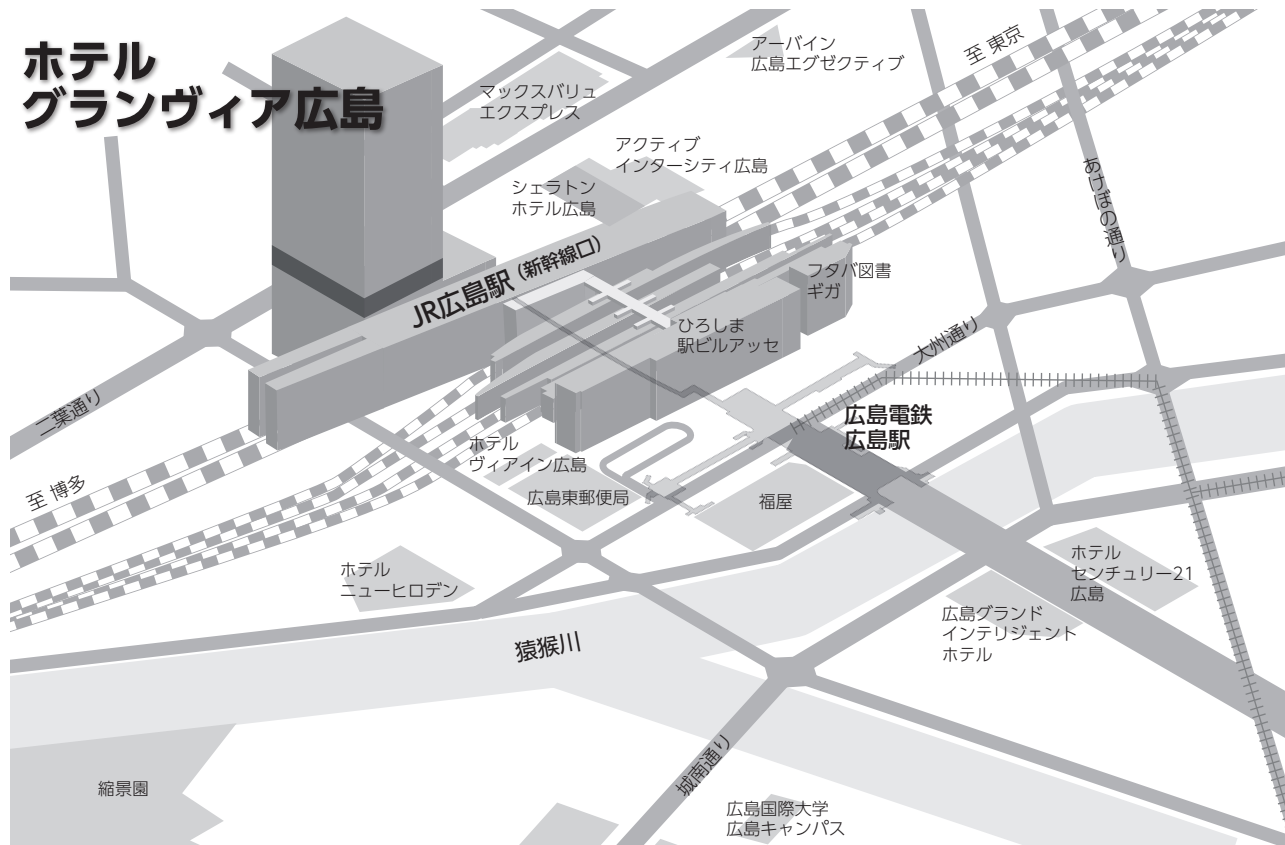 ホテル
グランヴィア広島
アーバイン
広島エグゼクティブ
至 東京
マックスバリュ
エクスプレス
アクティブ
インターシティ広島
シェラトン
ホテル広島
あけぼの通り
JR広島駅(新幹線口)
フタバ図書
ギガ
ひろしま
駅ビルアッセ
大州通り
二葉通り
広島電鉄
広島駅
ホテル
ヴィアイン広島
至 博多
広島東郵便局
福屋
ホテル
ニューヒロデン
ホテル
センチュリー21
広島
広島グランド
インテリジェント
ホテル
猿猴川
城南通り
縮景園
広島国際大学
広島キャンパス